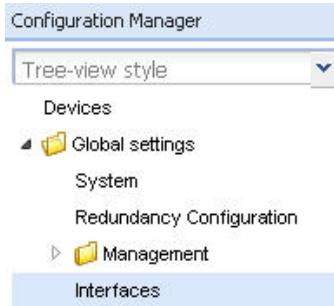 Configuration Manager
Tree-view style
Devices
Global settings
System
Redundancy Configuration
Management
Interfaces